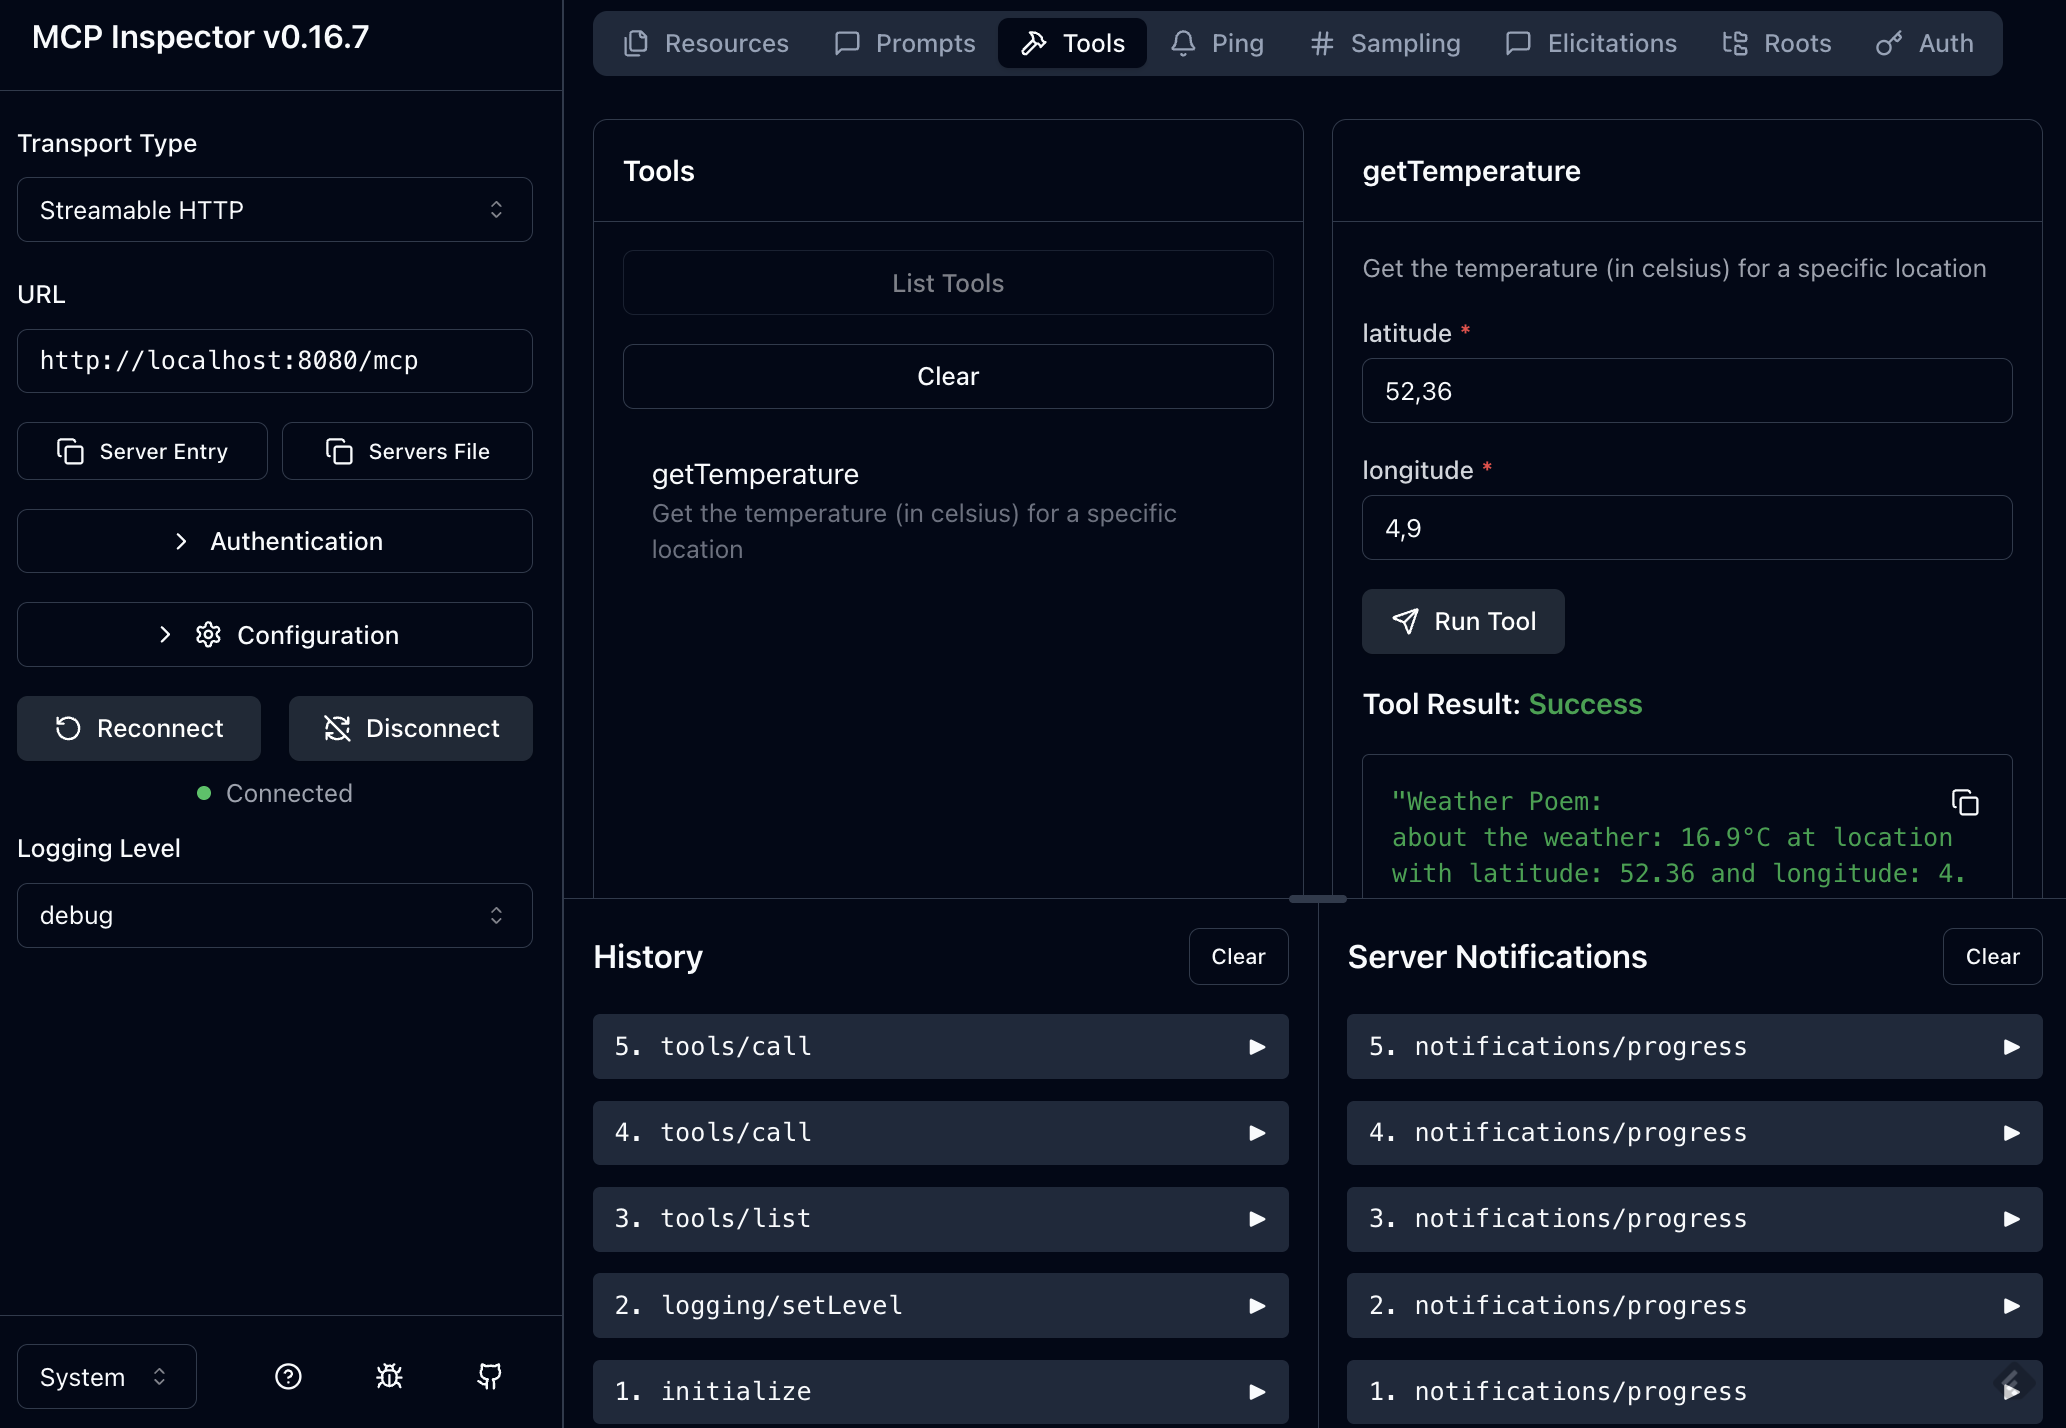 MCP Inspector v0.16.7
Transport Type
Streamable HTTP
URL
http://localhost:8080/mcp
Server Entry
Servers File
Authentication
Configuration
Reconnect
Disconnect
Connected
Logging Level
debug
System
Resources
Prompts
Tools
Ping
Sampling
Elicitations
Roots
Auth
Tools
List Tools
Clear
getTemperature
Get the temperature (in celsius) for a specific
location
getTemperature
Get the temperature (in celsius) for a specific location
latitude *
52,36
longitude *
4,9
Run Tool
Tool Result: Success
"Weather Poem:
about the weather: 16.9°C at location
with latitude: 52.36 and longitude: 4.
History
Clear
5. tools/call
4. tools/call
3. tools/list
2. logging/setLevel
1. initialize
Server Notifications
Clear
5. notifications/progress
4. notifications/progress
3. notifications/progress
2. notifications/progress
1. notifications/progress